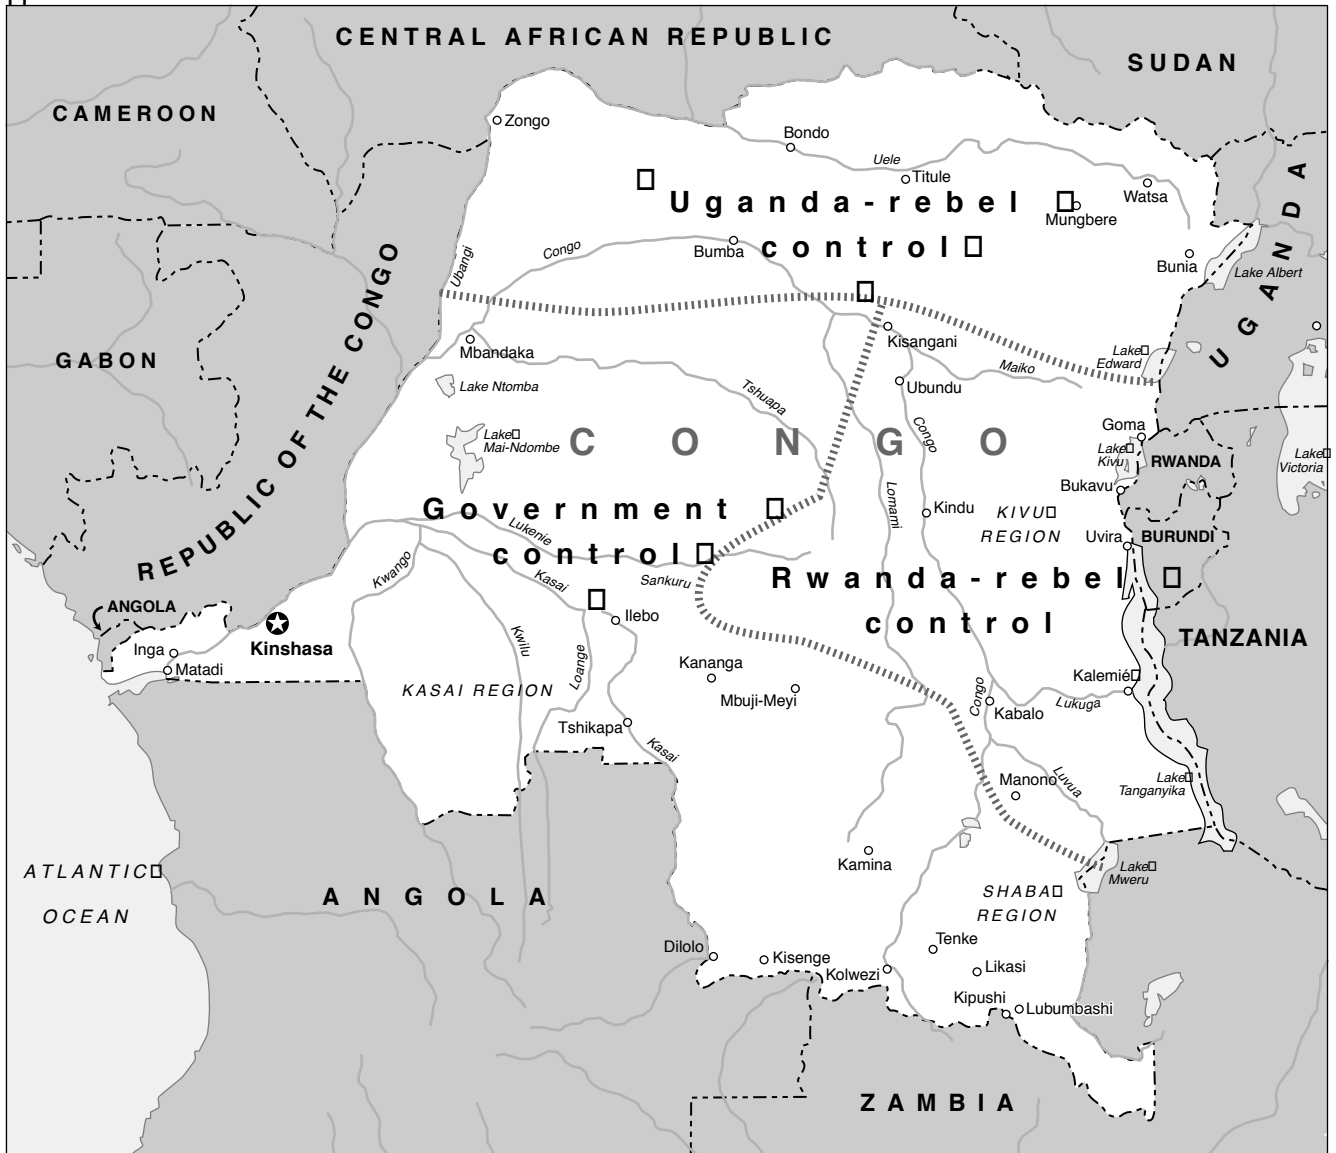 CENTRAL AFRICAN REPUBLIC
SUDAN
CAMEROON
Zongo
Bondo
Uele
Titule
Watsa
Uganda-rebel
Mungbere
control
UGANDA
Bumba
Congo
Ubangi
Bunia
Lake Albert
REPUBLIC OF THE CONGO
GABON
Mbandaka
Kisangani
Lake
Edward
Maiko
Lake Ntomba
Tshuapa
Ubundu
Congo
Goma
Lake
Mai-Ndombe
CONGO
Lake
Kivu
RWANDA
Lake
Victoria
Bukavu
Government
control
Lomami
Kindu
KIVU
REGION
Uvira
BURUNDI
Lukenie
Kwango
Kasai
Sankuru
Rwanda-rebel
control
ANGOLA
Ilebo
Kinshasa
Inga
Matadi
Kwilu
Loange
TANZANIA
Kananga
Mbuji-Meyi
KASAI REGION
Kalemié
Congo
Kabalo
Lukuga
Tshikapa
Kasai
Manono
Luvua
Lake
Tanganyika
Kamina
Lake
Mweru
ATLANTIC
OCEAN
ANGOLA
SHABA
REGION
Dilolo
Kisenge
Kolwezi
Tenke
Likasi
Kipushi
Lubumbashi
ZAMBIA